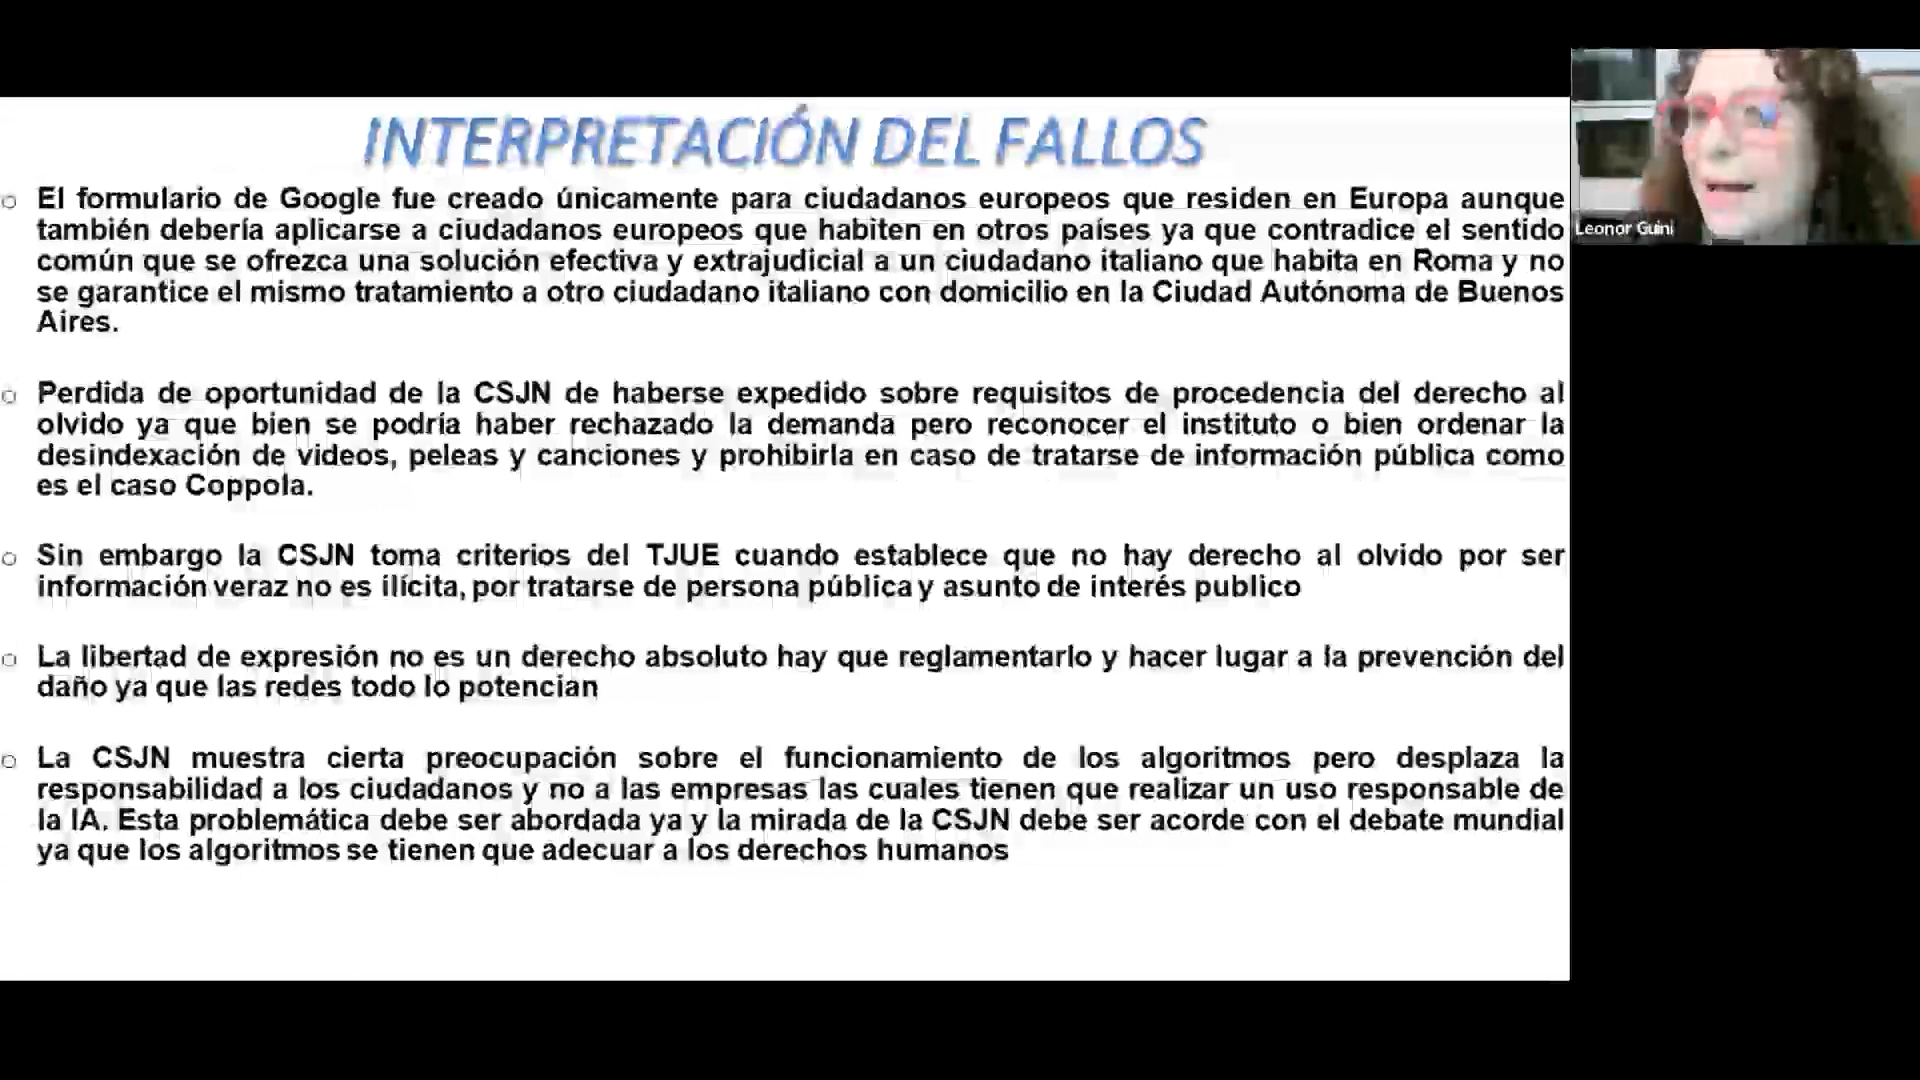 INTERPRETACIÓN DEL FALLOS
El formulario de Google fue creado únicamente para ciudadanos europeos que residen en Europa aunque
también debería aplicarse a ciudadanos europeos que habiten en otros países ya que contradice el sentido
común que se ofrezca una solución efectiva y extrajudicial a un ciudadano italiano que habita en Roma y no
se garantice el mismo tratamiento a otro ciudadano italiano con domicilio en la Ciudad Autónoma de Buenos
Aires.
Perdida de oportunidad de la CSJN de haberse expedido sobre requisitos de procedencia del derecho al
olvido ya que bien se podría haber rechazado la demanda pero reconocer el instituto o bien ordenar la
desindexación de videos, peleas y canciones y prohibirla en caso de tratarse de información pública como
es el caso Coppola.
Sin embargo la CSJN toma criterios del TJUE cuando establece que no hay derecho al olvido por ser
información veraz no es ilícita, por tratarse de persona pública y asunto de interés publico
La libertad de expresión no es un derecho absoluto hay que reglamentarlo y hacer lugar a la prevención del
daño ya que las redes todo lo potencian
La CSJN muestra cierta preocupación sobre el funcionamiento de los algoritmos pero desplaza la
responsabilidad a los ciudadanos y no a las empresas las cuales tienen que realizar un uso responsable de
la IA. Esta problemática debe ser abordada ya y la mirada de la CSJN debe ser acorde con el debate mundial
ya que los algoritmos se tienen que adecuar a los derechos humanos
Leonor Guini